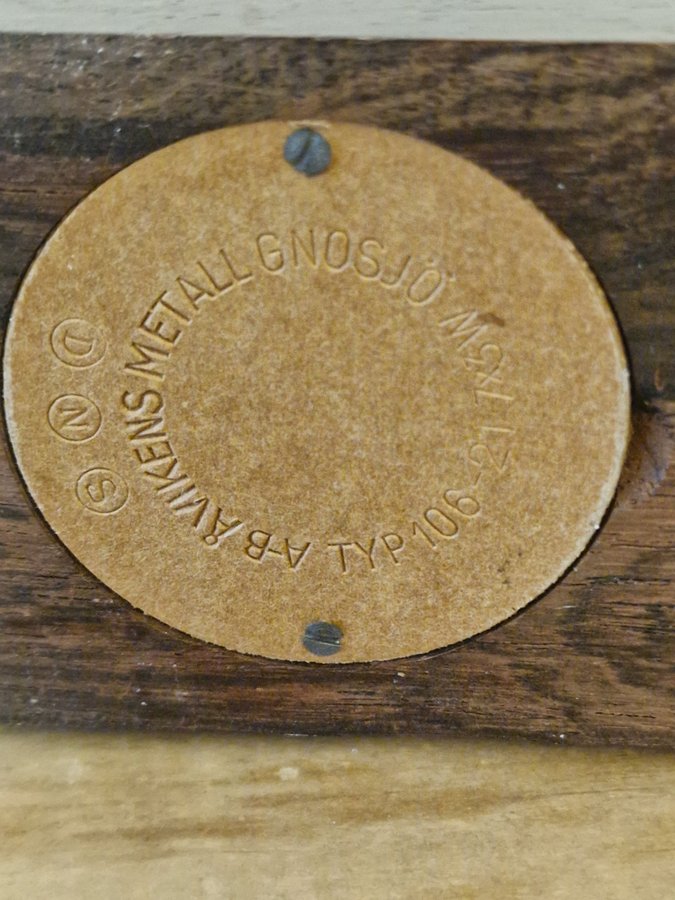 A-B ÅVIKENS METALL GNOSJÖ
TYP 106-21
S N D